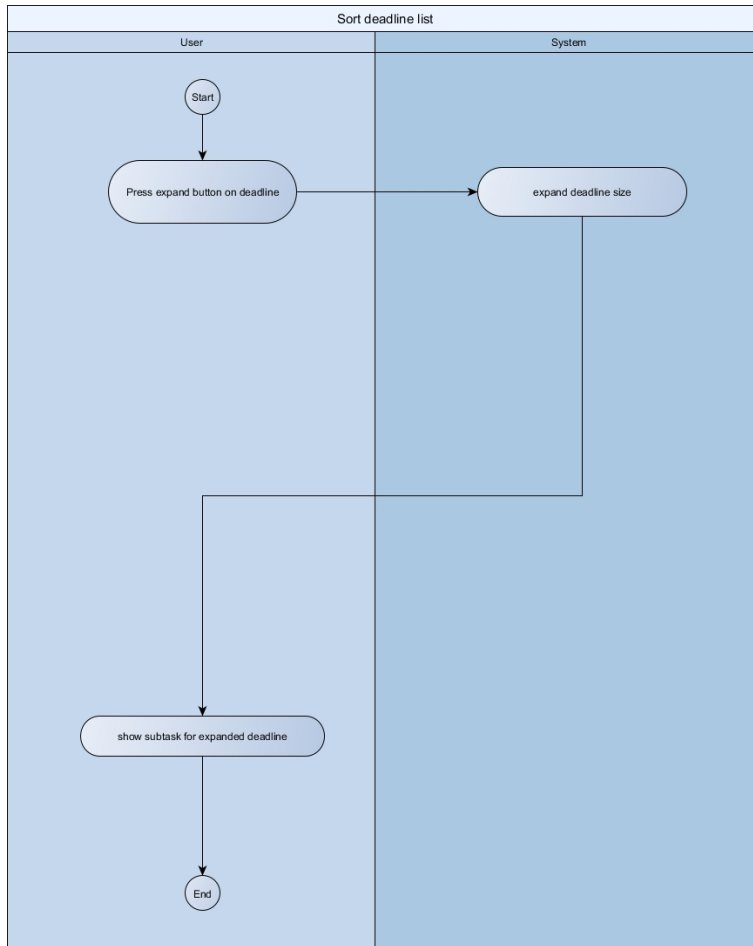 Sort deadline list
User
System
Start
Press expand button on deadline
expand deadline size
show subtask for expanded deadline
End